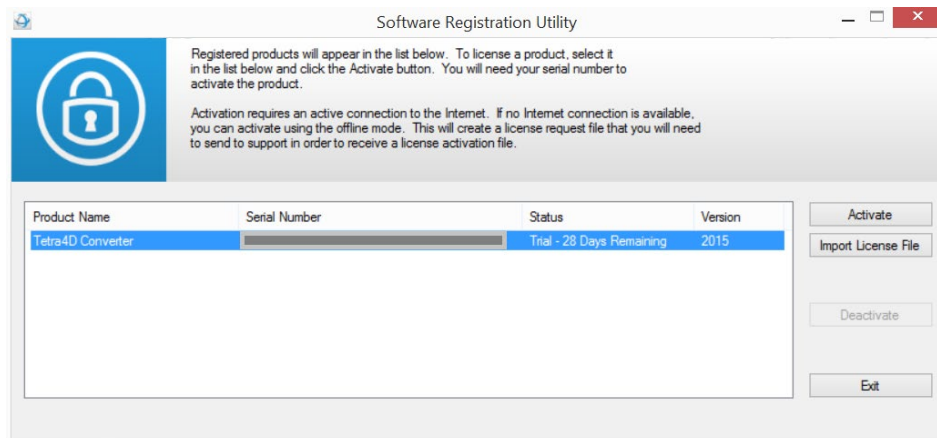 Software Registration Utility
Registered products will appear in the list below. To license a product, select it
in the list below and click the Activate button. You will need your serial number to
activate the product.
Activation requires an active connection to the Internet. If no Internet connection is available,
you can activate using the offline mode. This will create a license request file that you will need
to send to support in order to receive a license activation file.
Product Name Serial Number Status Version
Tetra4D Converter Trial - 28 Days Remaining 2015
Activate
Import License File
Deactivate
Exit